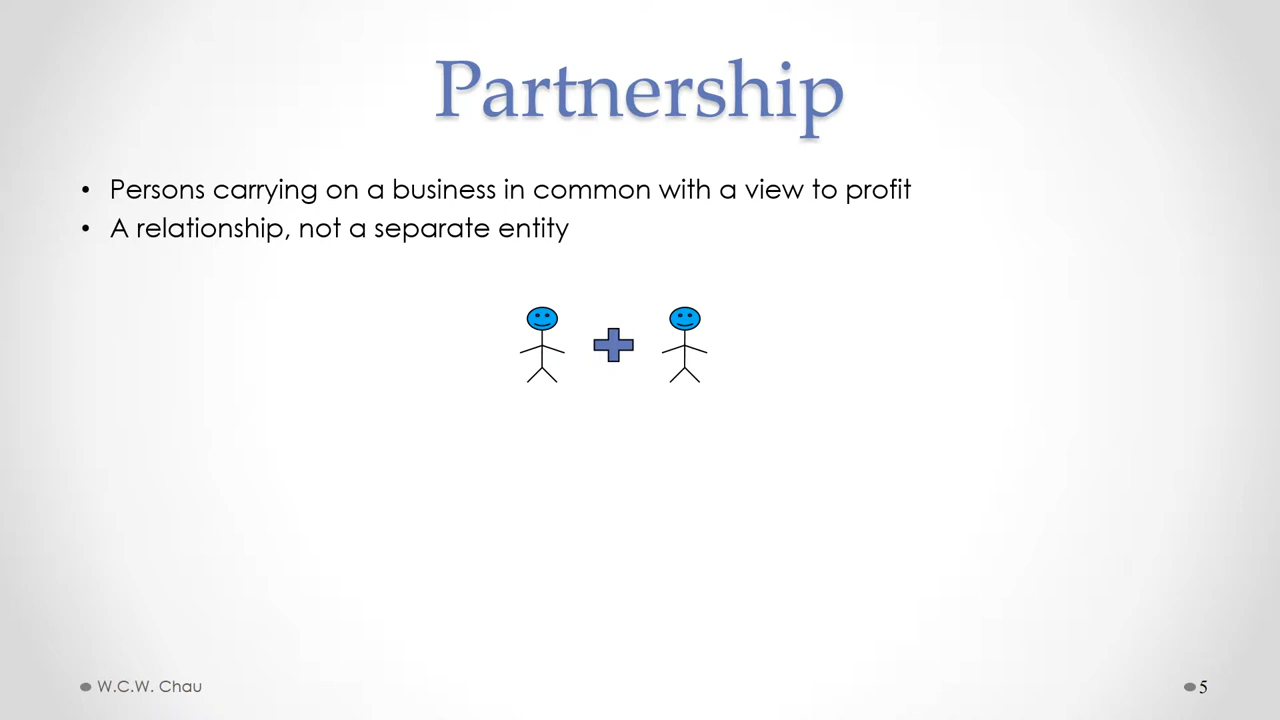 Partnership
• Persons carrying on a business in common with a view to profit
• A relationship, not a separate entity
W.C.W. Chau
5